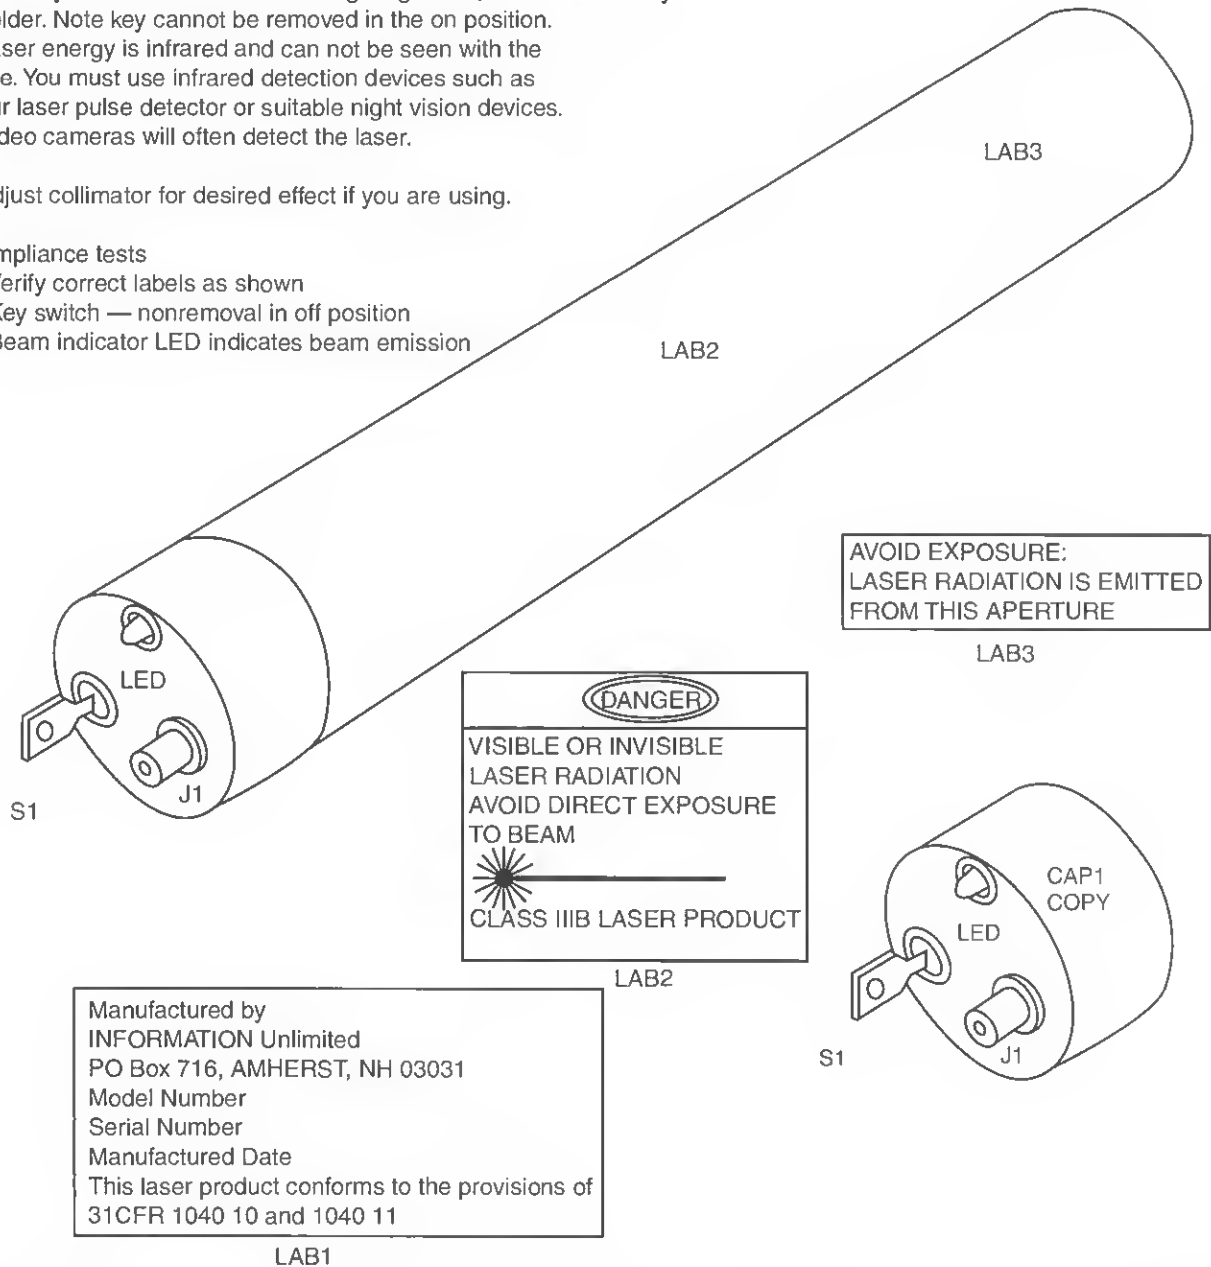 older. Note key cannot be removed in the on position.
aser energy is infrared and can not be seen with the
e. You must use infrared detection devices such as
ur laser pulse detector or suitable night vision devices.
ideo cameras will often detect the laser.
djust collimator for desired effect if you are using.
mpliance tests
Verify correct labels as shown
Key switch — nonremoval in off position
Beam indicator LED indicates beam emission
LAB3
LAB2
LED
S1
J1
AVOID EXPOSURE:
LASER RADIATION IS EMITTED
FROM THIS APERTURE
LAB3
DANGER
VISIBLE OR INVISIBLE
LASER RADIATION
AVOID DIRECT EXPOSURE
TO BEAM
CLASS IIIB LASER PRODUCT
LAB2
CAP1
COPY
LED
S1
J1
Manufactured by
INFORMATION Unlimited
PO Box 716, AMHERST, NH 03031
Model Number
Serial Number
Manufactured Date
This laser product conforms to the provisions of
31CFR 1040 10 and 1040 11
LAB1